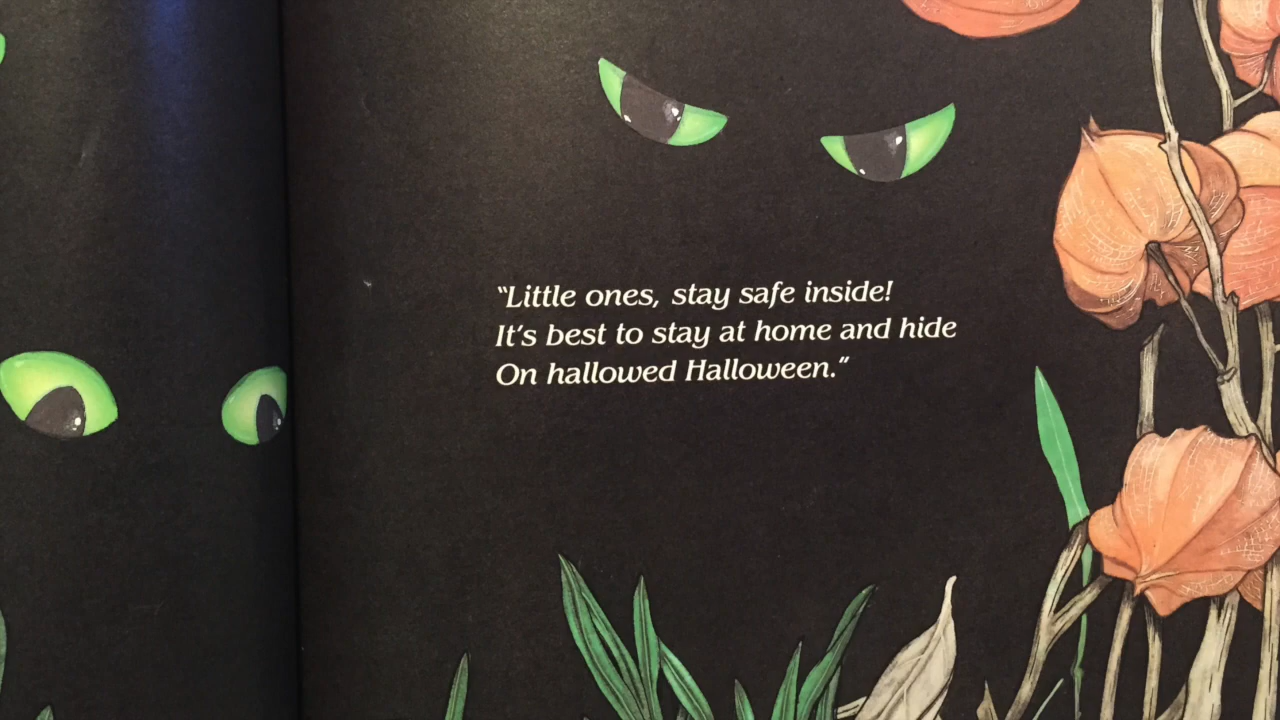 “Little ones, stay safe inside!
It’s best to stay at home and hide
On hallowed Halloween.”